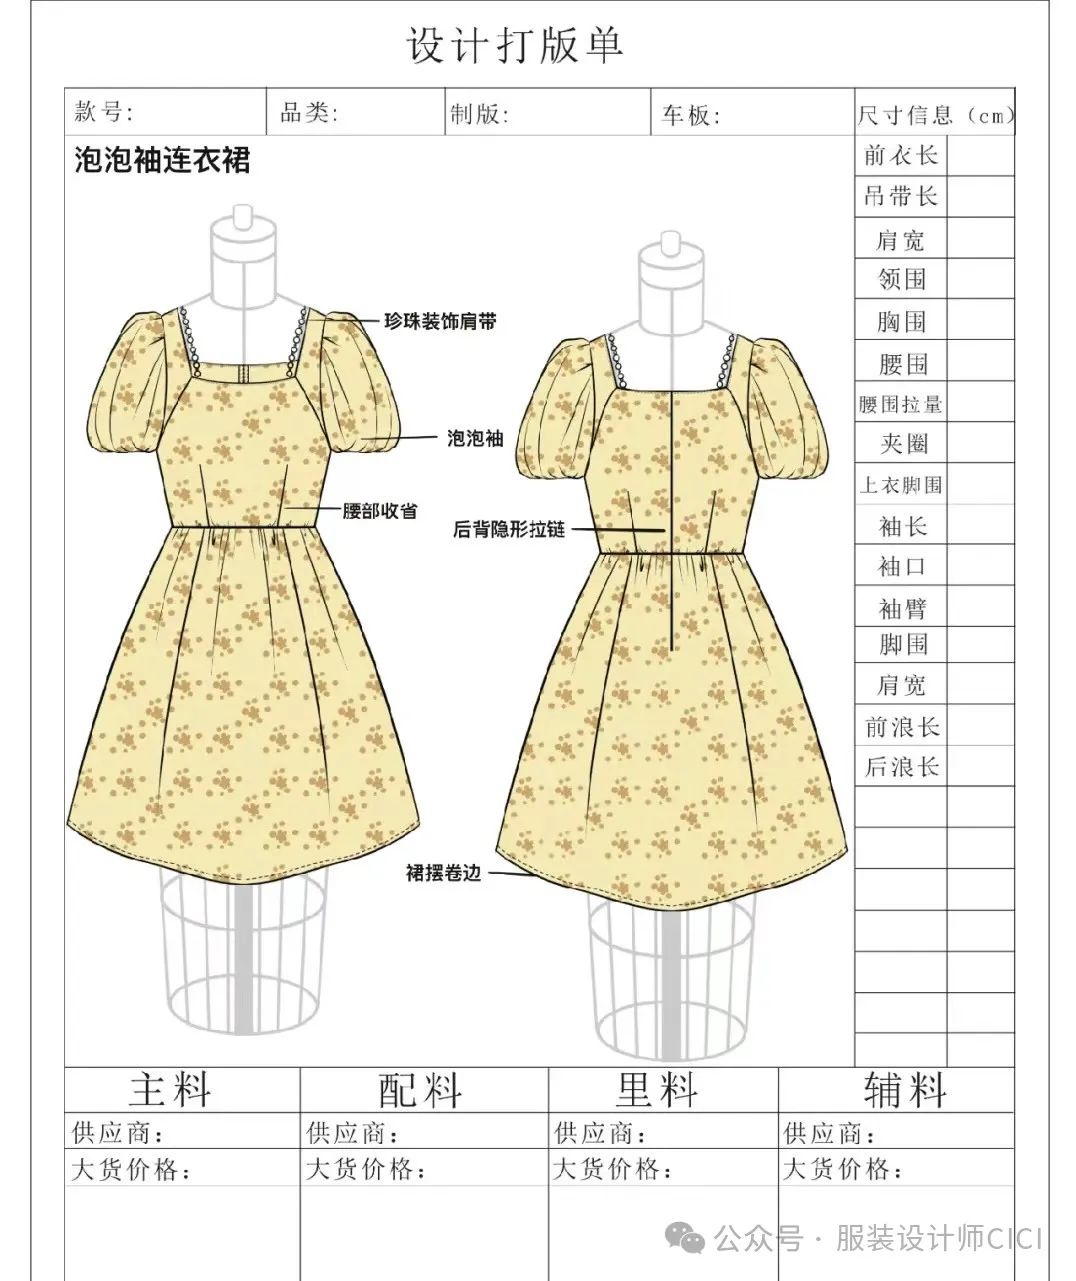 设计打版单
款号: 品类: 制版: 车板: 尺寸信息（cm）
泡泡袖连衣裙
珍珠装饰肩带
泡泡袖
腰部收省
后背隐形拉链
裙摆卷边
前衣长
吊带长
肩宽
领围
胸围
腰围
腰围拉量
夹圈
上衣脚围
袖长
袖口
袖臂
脚围
肩宽
前浪长
后浪长
主料 配料 里料 辅料
供应商： 供应商： 供应商： 供应商：
大货价格： 大货价格： 大货价格： 大货价格：
公众号 · 服装设计师CICI